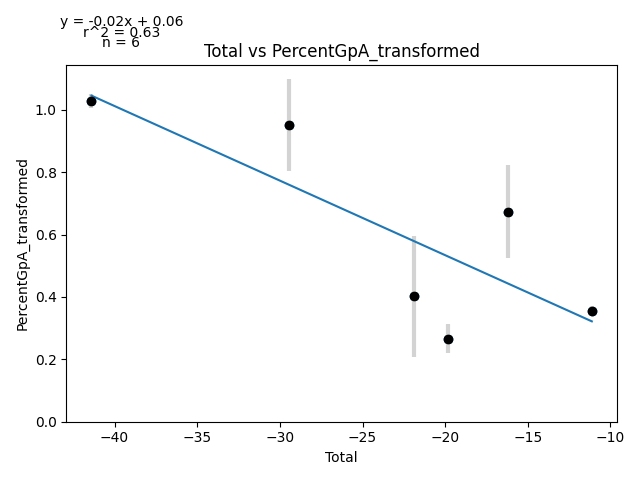 y = -0.02x + 0.06
r^2 = 0.63
n = 6
Total vs PercentGpA_transformed
PercentGpA_transformed
1.0
0.8
0.6
0.4
0.2
0.0
−40
−35
−30
−25
−20
−15
−10
Total